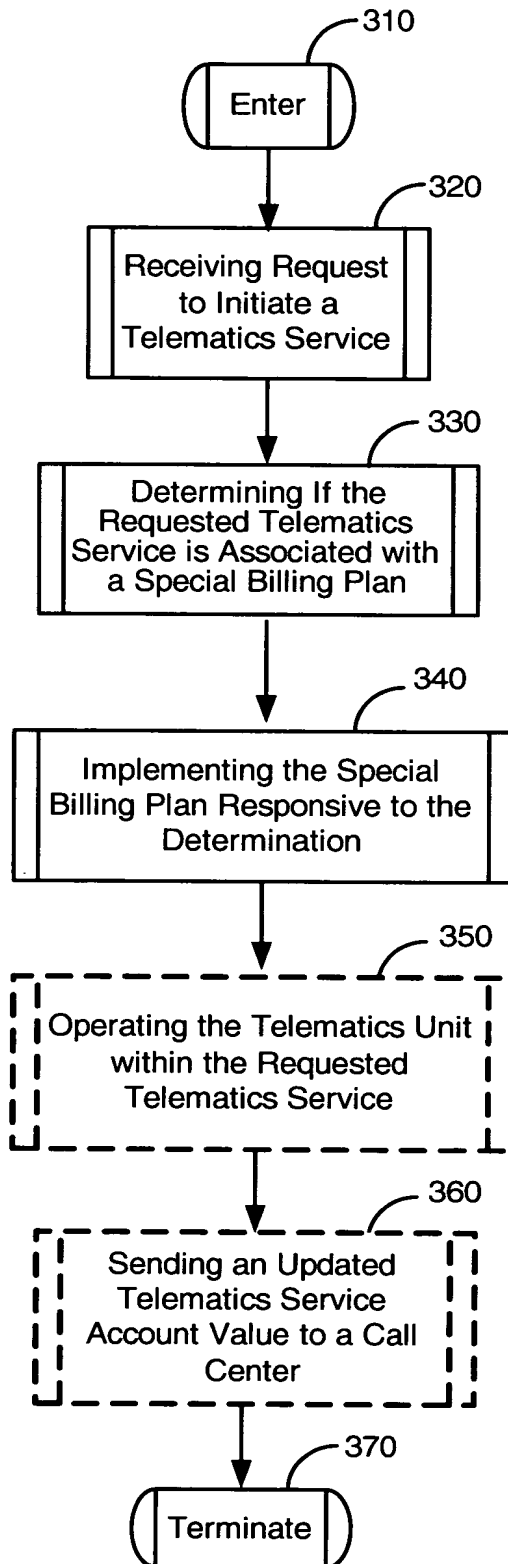 310
Enter
320
Receiving Request
to Initiate a
Telematics Service
330
Determining If the
Requested Telematics
Service is Associated with
a Special Billing Plan
340
Implementing the Special
Billing Plan Responsive to the
Determination
350
Operating the Telematics Unit
within the Requested
Telematics Service
360
Sending an Updated
Telematics Service
Account Value to a Call
Center
370
Terminate